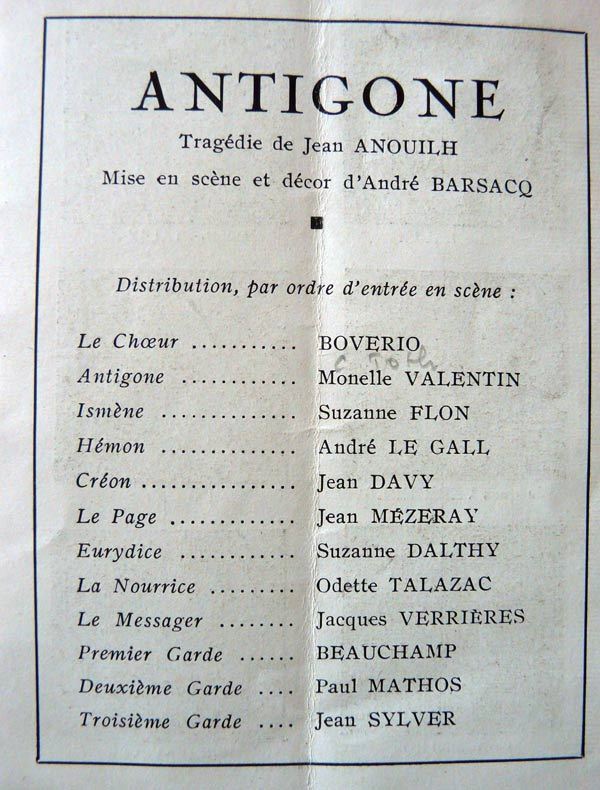 ANTIGONE
Tragédie de Jean ANOUILH
Mise en scène et décor d'André BARSACQ
Distribution, par ordre d'entrée en scène :
Le Chœur ........... BOVERIO
Antigone ............ Monelle VALENTIN
Ismène .............. Suzanne FLON
Hémon .............. André LE GALL
Créon ................ Jean DAVY
Le Page ............. Jean MÉZERAY
Eurydice ............ Suzanne DALTHY
La Nourrice ......... Odette TALAZAC
Le Messager ........ Jacques VERRIÈRES
Premier Garde ...... BEAUCHAMP
Deuxième Garde .... Paul MATHOS
Troisième Garde .... Jean SYLVER